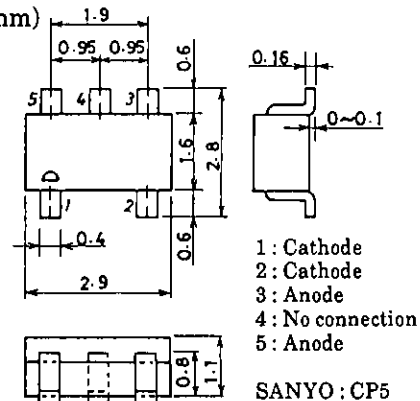 mm)
1.9
0.95 0.95
0.6
0.16
5 4 3
0~0.1
1.6
2.8
1 2
0.4
0.6
2.9
1 : Cathode
2 : Cathode
3 : Anode
4 : No connection
5 : Anode
0.8
1.1
SANYO : CP5